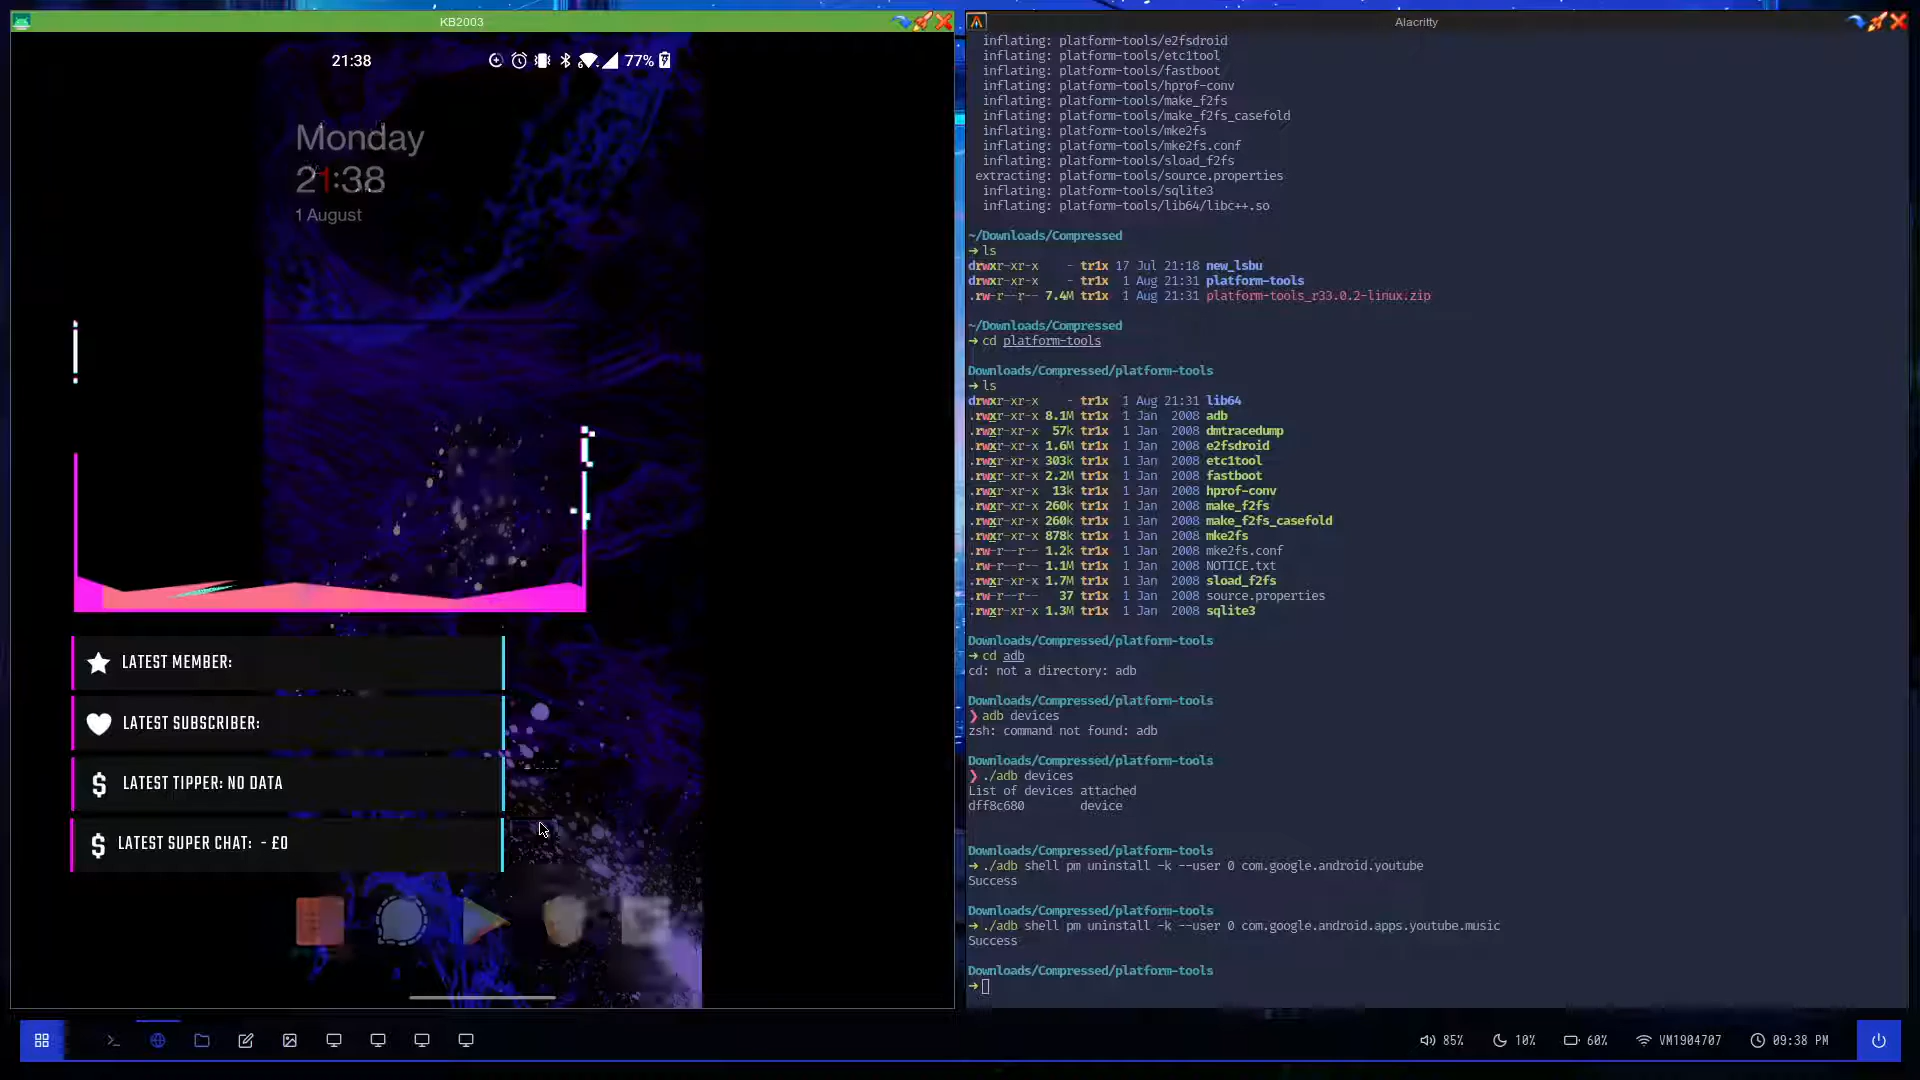 KB2003
21:38
77%
Monday
21:38
1 August
LATEST MEMBER:
LATEST SUBSCRIBER:
LATEST TIPPER: NO DATA
LATEST SUPER CHAT:  - £0
Alacritty
inflating: platform-tools/e2fsdroid
inflating: platform-tools/etc1tool
inflating: platform-tools/fastboot
inflating: platform-tools/hprof-conv
inflating: platform-tools/make_f2fs
inflating: platform-tools/make_f2fs_casefold
inflating: platform-tools/mke2fs
inflating: platform-tools/mke2fs.conf
inflating: platform-tools/sload_f2fs
extracting: platform-tools/source.properties
inflating: platform-tools/sqlite3
inflating: platform-tools/lib64/libc++.so
~/Downloads/Compressed
→ ls
drwxr-xr-x    - tr1x 17 Jul 21:18 new_lsbu
drwxr-xr-x    - tr1x  1 Aug 21:31 platform-tools
.rw-r--r-- 7.4M tr1x  1 Aug 21:31 platform-tools_r33.0.2-linux.zip
~/Downloads/Compressed
→ cd platform-tools
Downloads/Compressed/platform-tools
→ ls
drwxr-xr-x    - tr1x  1 Aug 21:31 lib64
.rwxr-xr-x 8.1M tr1x  1 Jan  2008 adb
.rwxr-xr-x  57k tr1x  1 Jan  2008 dmtracedump
.rwxr-xr-x 1.6M tr1x  1 Jan  2008 e2fsdroid
.rwxr-xr-x 303k tr1x  1 Jan  2008 etc1tool
.rwxr-xr-x 2.2M tr1x  1 Jan  2008 fastboot
.rwxr-xr-x  13k tr1x  1 Jan  2008 hprof-conv
.rwxr-xr-x 260k tr1x  1 Jan  2008 make_f2fs
.rwxr-xr-x 260k tr1x  1 Jan  2008 make_f2fs_casefold
.rwxr-xr-x 878k tr1x  1 Jan  2008 mke2fs
.rw-r--r-- 1.2k tr1x  1 Jan  2008 mke2fs.conf
.rw-r--r-- 1.1M tr1x  1 Jan  2008 NOTICE.txt
.rwxr-xr-x 1.7M tr1x  1 Jan  2008 sload_f2fs
.rw-r--r--   37 tr1x  1 Jan  2008 source.properties
.rwxr-xr-x 1.3M tr1x  1 Jan  2008 sqlite3
Downloads/Compressed/platform-tools
→ cd adb
cd: not a directory: adb
Downloads/Compressed/platform-tools
❯ adb devices
zsh: command not found: adb
Downloads/Compressed/platform-tools
❯ ./adb devices
List of devices attached
dff8c680        device
Downloads/Compressed/platform-tools
→ ./adb shell pm uninstall -k --user 0 com.google.android.youtube
Success
Downloads/Compressed/platform-tools
→ ./adb shell pm uninstall -k --user 0 com.google.android.apps.youtube.music
Success
Downloads/Compressed/platform-tools
→
85%
10%
60%
VM1904707
09:38 PM